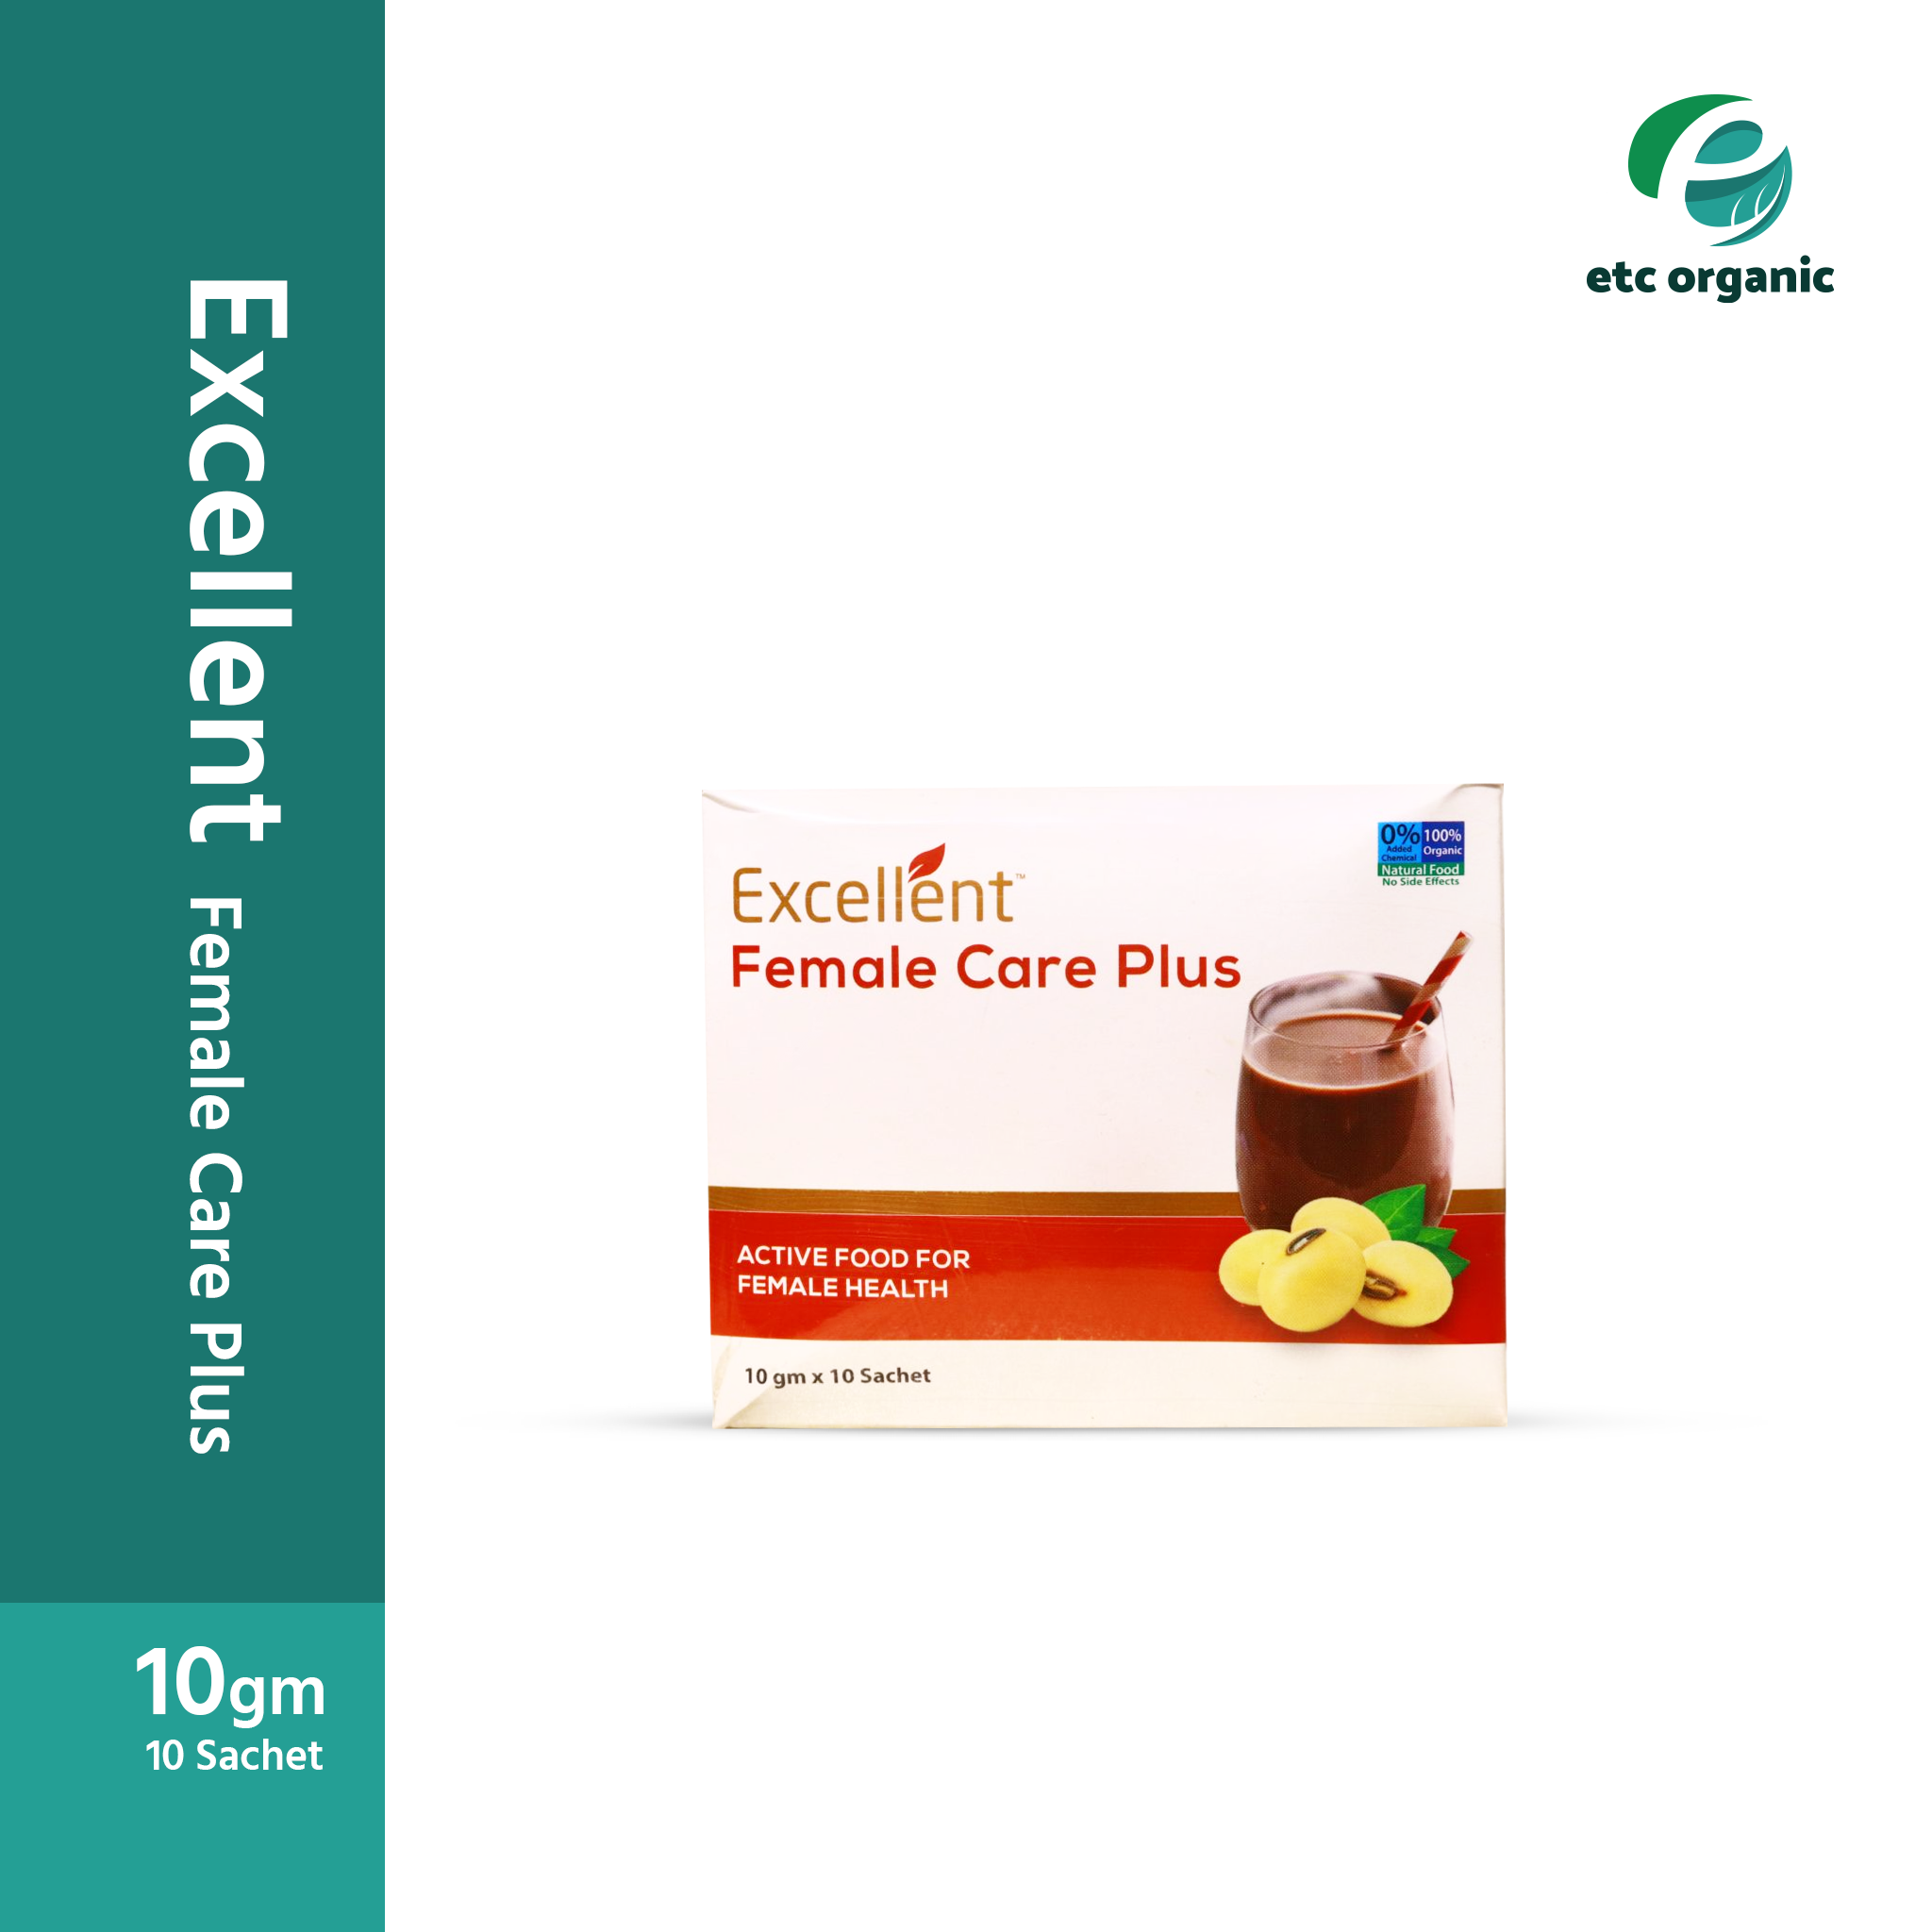 etc organic
Excellent Female Care Plus
10gm
10 Sachet
Excellent™
Female Care Plus
0% Added Chemical
100% Organic
Natural Food
No Side Effects
ACTIVE FOOD FOR
FEMALE HEALTH
10 gm x 10 Sachet